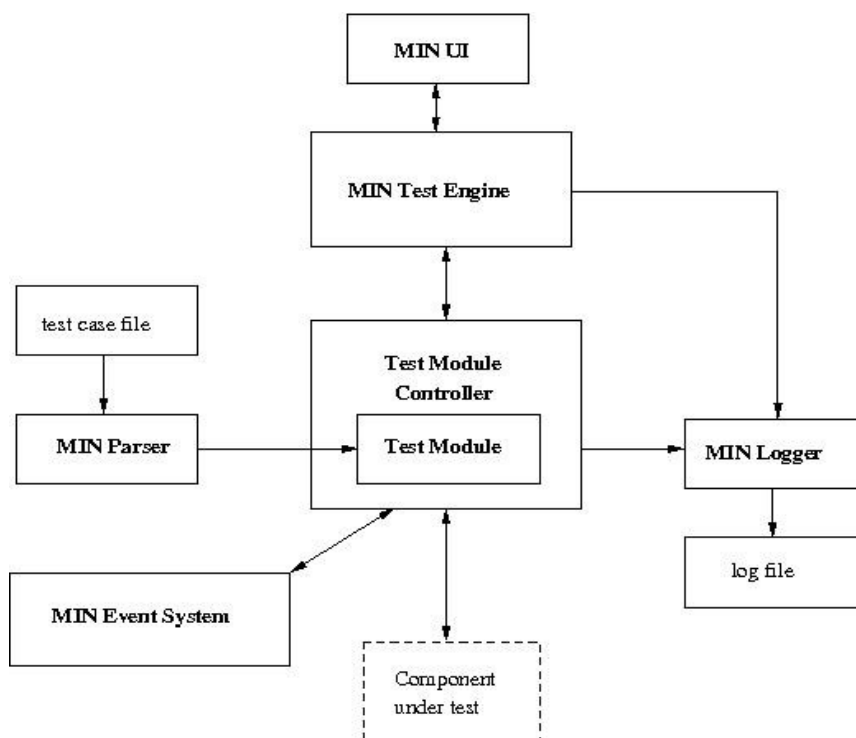 MIN UI
MIN Test Engine
test case file
Test Module
Controller
MIN Parser
Test Module
MIN Logger
log file
MIN Event System
Component
under test